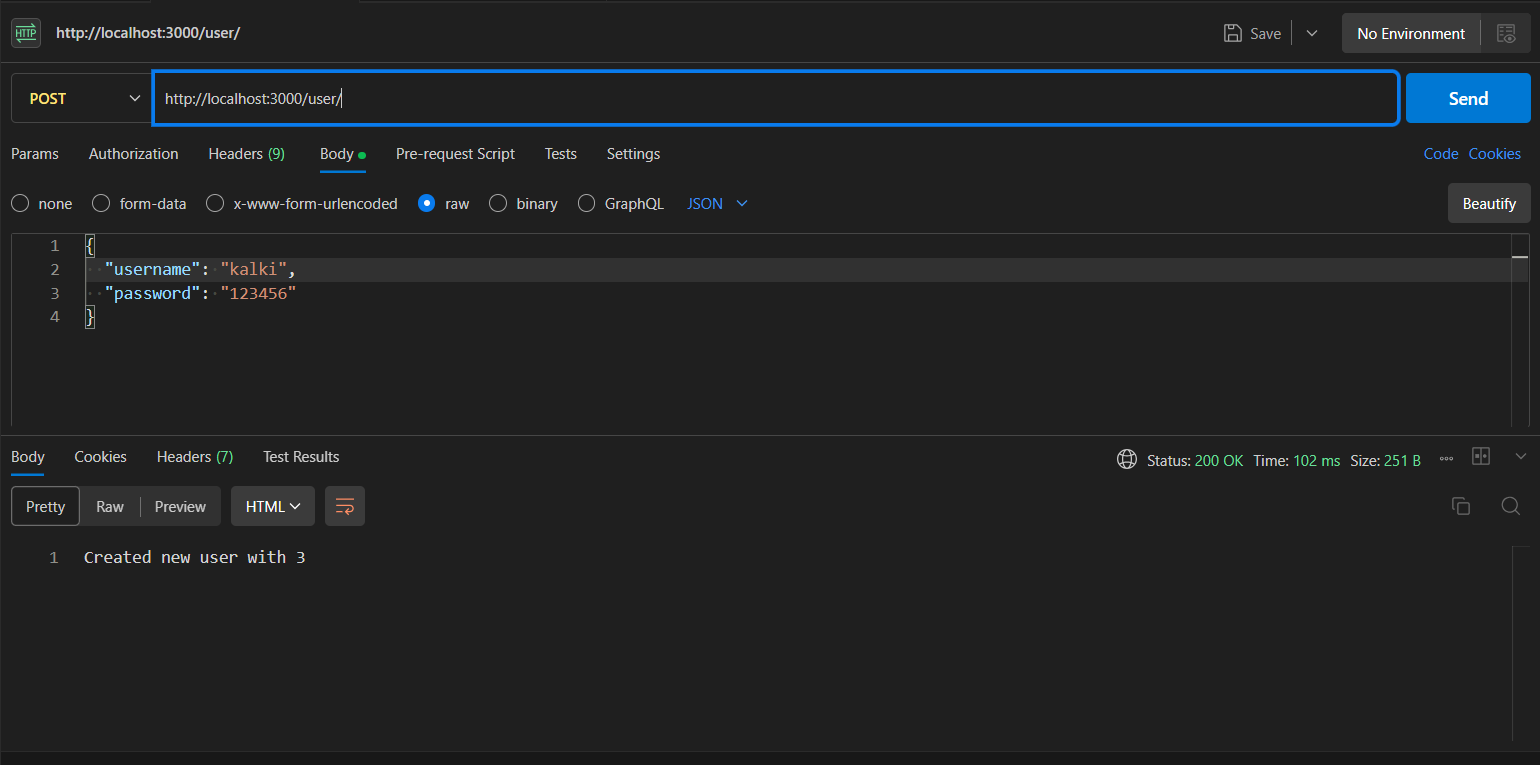 HTTP http://localhost:3000/user/ Save No Environment
POST http://localhost:3000/user/ Send
Params Authorization Headers (9) Body Pre-request Script Tests Settings Code Cookies
none form-data x-www-form-urlencoded raw binary GraphQL JSON Beautify
1 {
2 "username": "kalki",
3 "password": "123456"
4 }
Body Cookies Headers (7) Test Results Status: 200 OK Time: 102 ms Size: 251 B
Pretty Raw Preview HTML
1 Created new user with 3